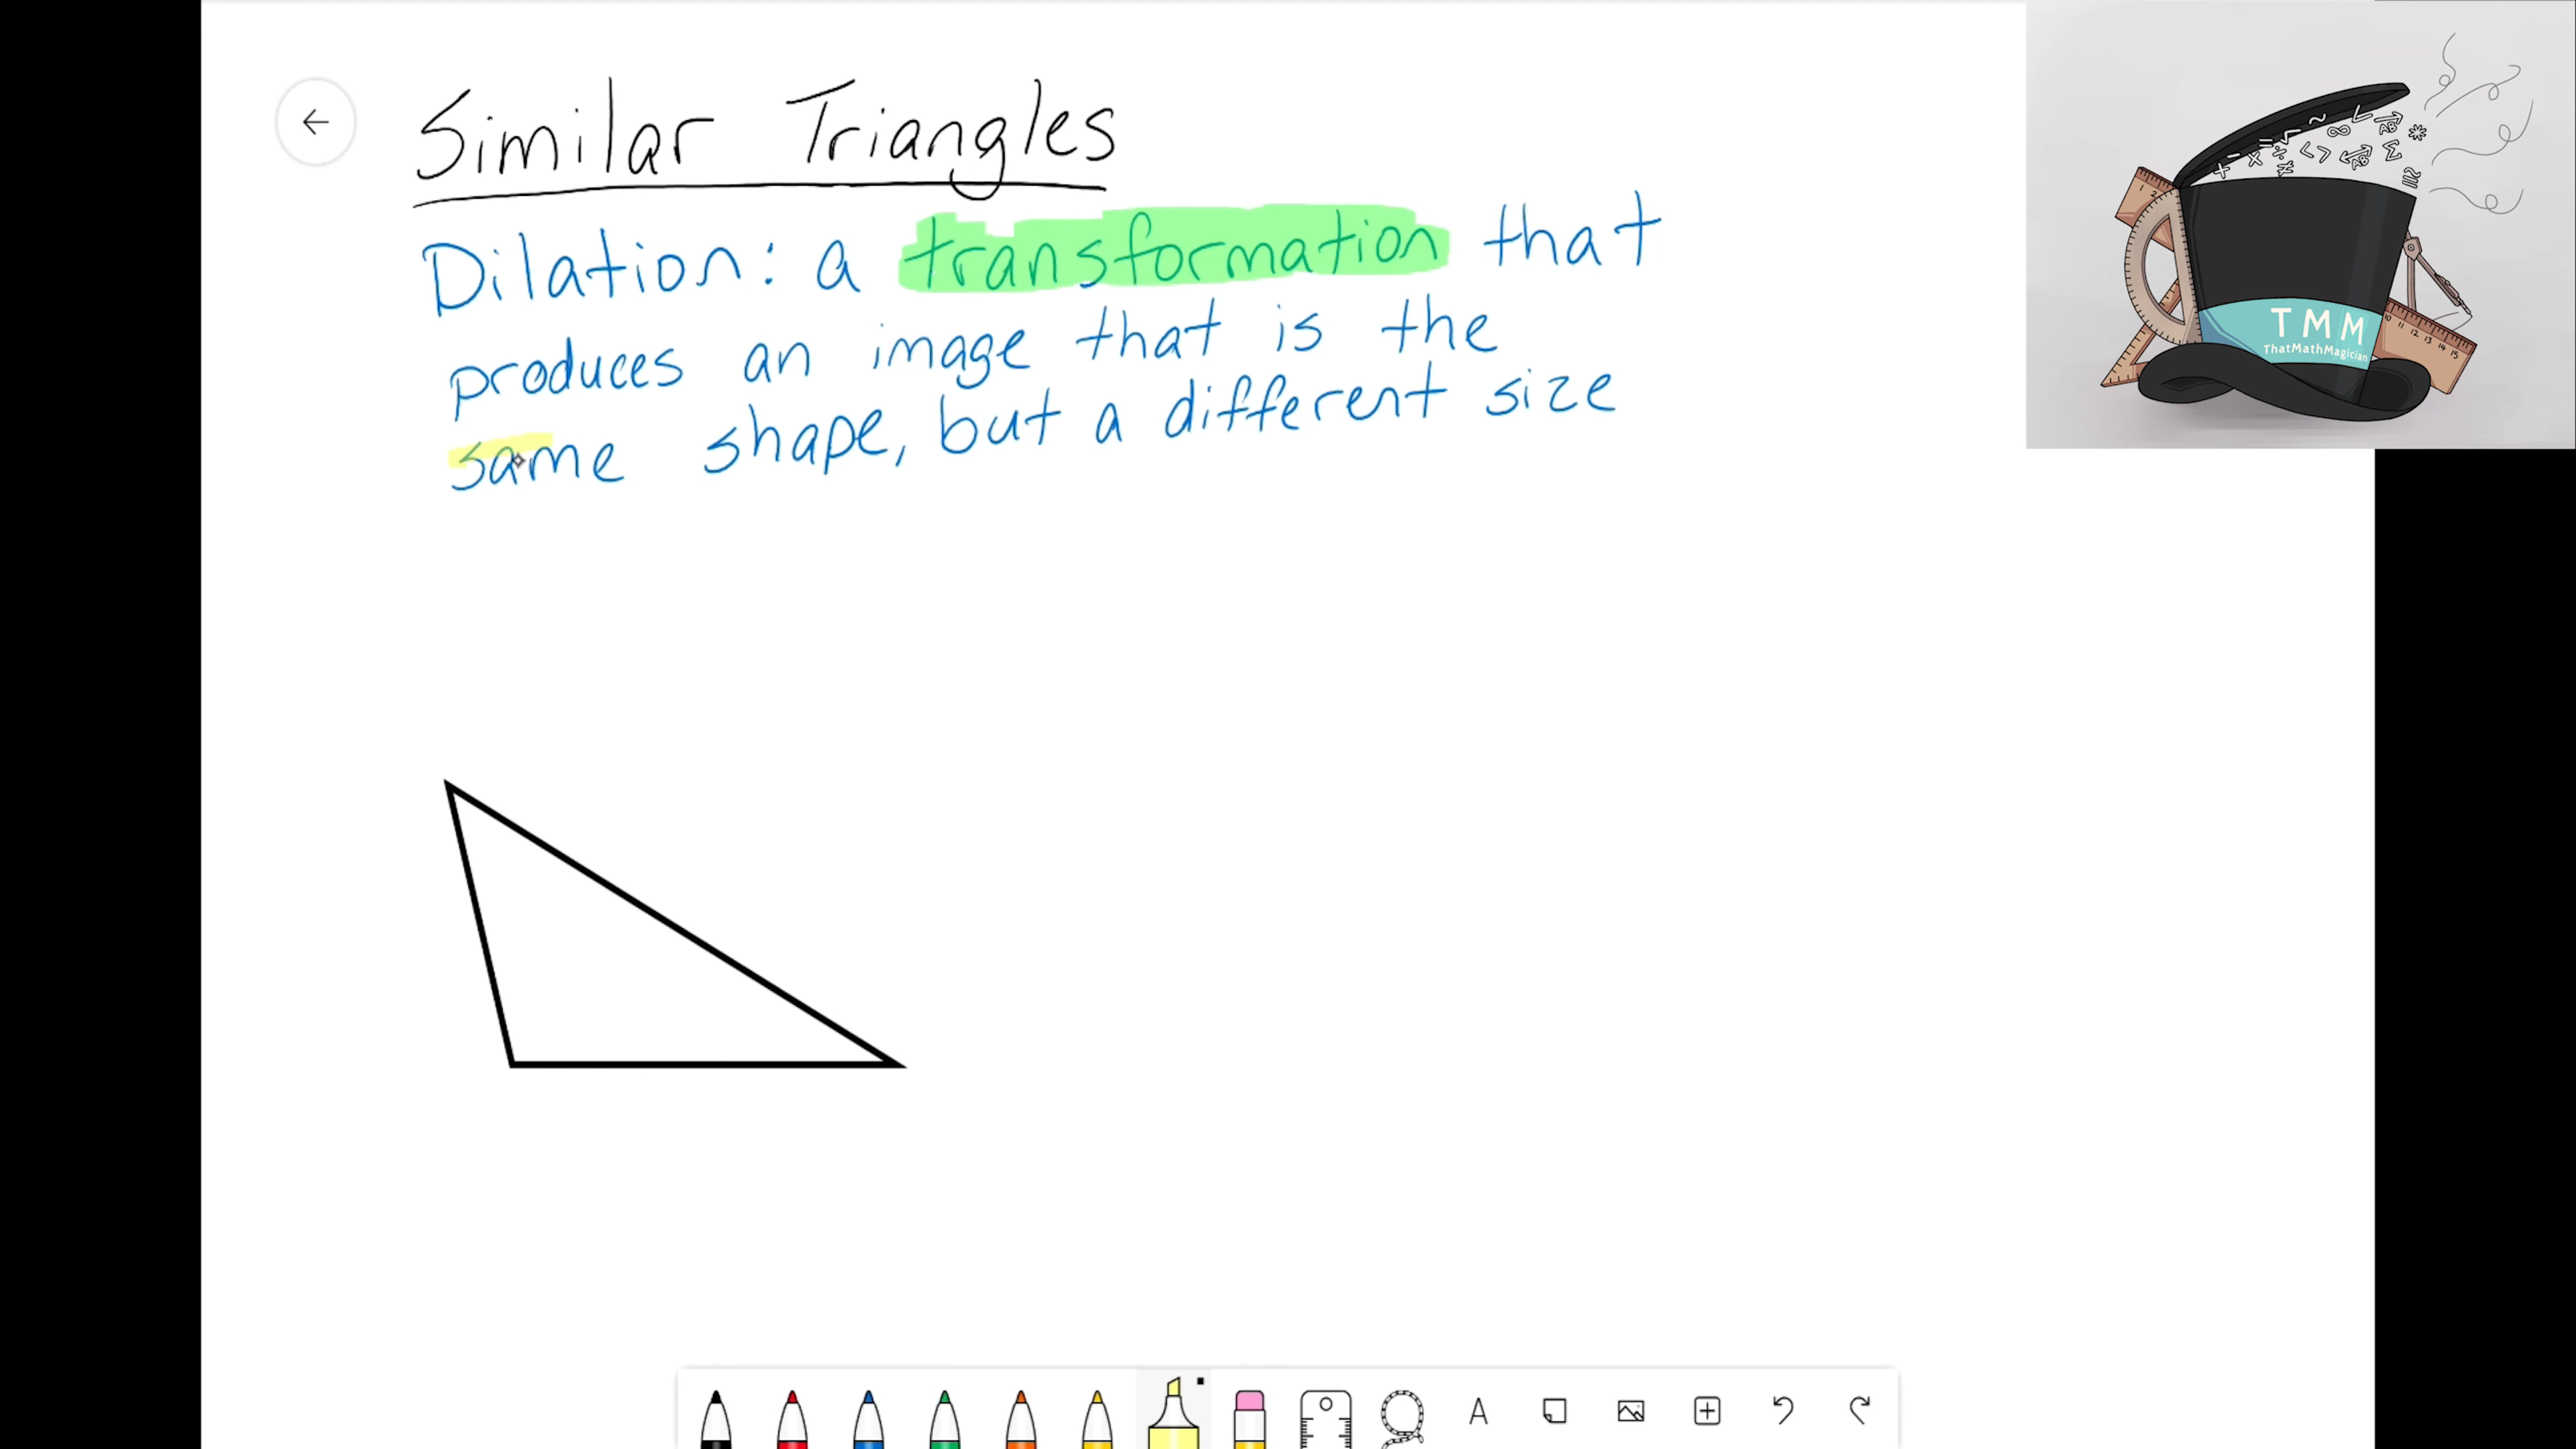 Similar Triangles
Dilation: a transformation that
produces an image that is the
same shape, but a different size
TMM
ThatMathMagician
A